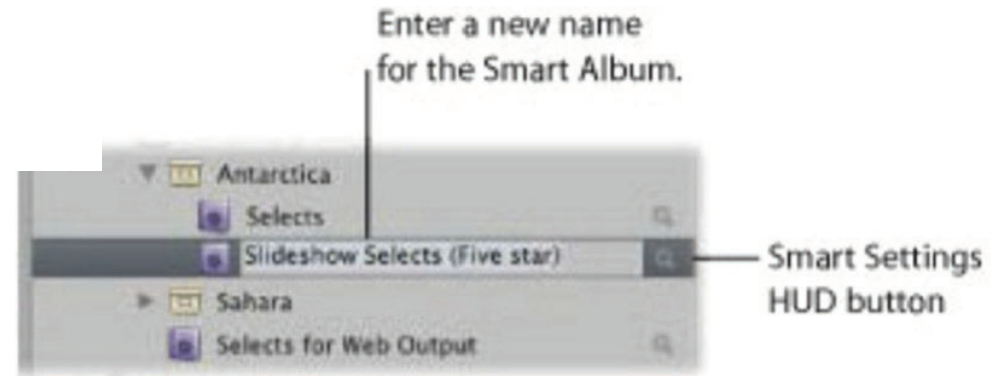 Enter a new name
for the Smart Album.
Antarctica
Selects
Slideshow Selects (Five star)
Smart Settings
HUD button
Sahara
Selects for Web Output